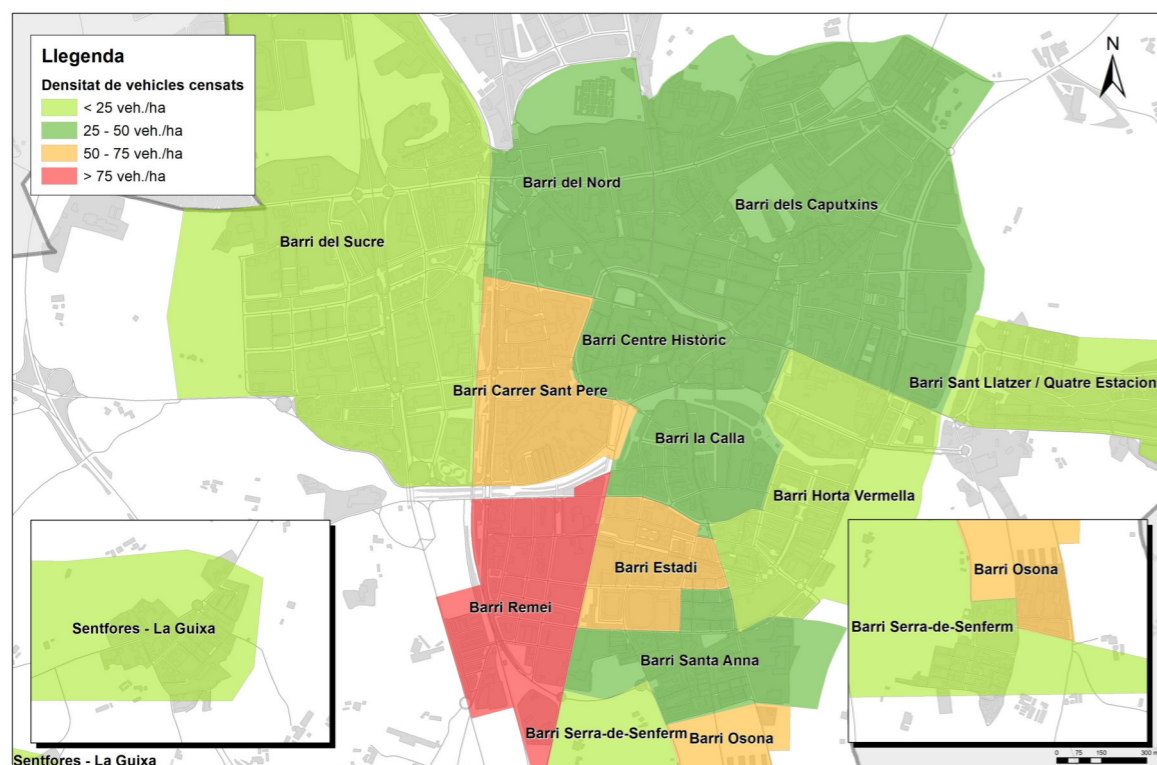 Llegenda
Densitat de vehicles censats
< 25 veh./ha
25 - 50 veh./ha
50 - 75 veh./ha
> 75 veh./ha
N
Barri del Nord
Barri dels Caputxins
Barri del Sucre
Barri Centre Històric
Barri Carrer Sant Pere
Barri Sant Llatzer / Quatre Estacion
Barri la Calla
Barri Horta Vermella
Barri Estadi
Barri Osona
Barri Remei
Sentfores - La Guixa
Barri Serra-de-Senferm
Barri Santa Anna
Barri Serra-de-Senferm
Barri Osona
Sentfores - La Guixa
0 75 150 300 m